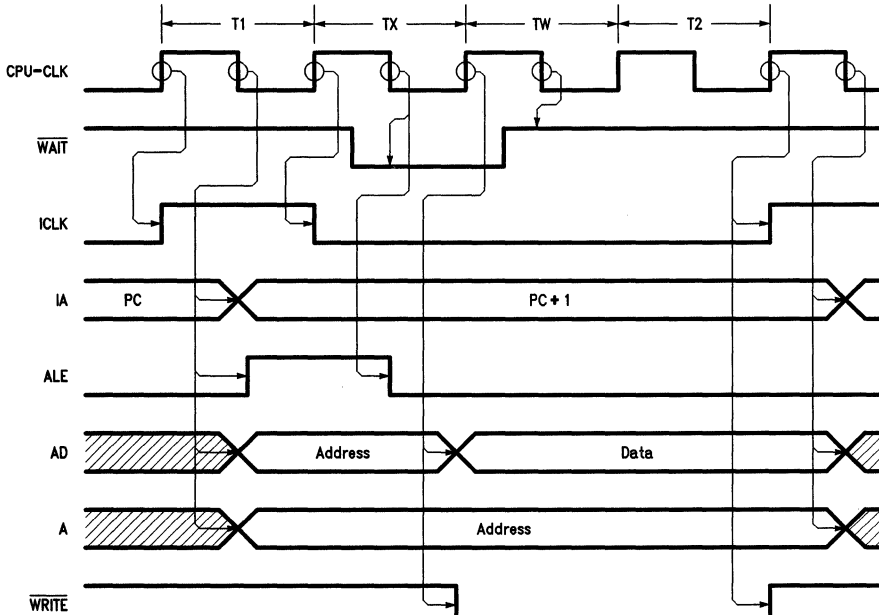 T1 TX TW T2
CPU-CLK
WAIT
ICLK
IA PC PC + 1
ALE
AD Address Data
A Address
WRITE